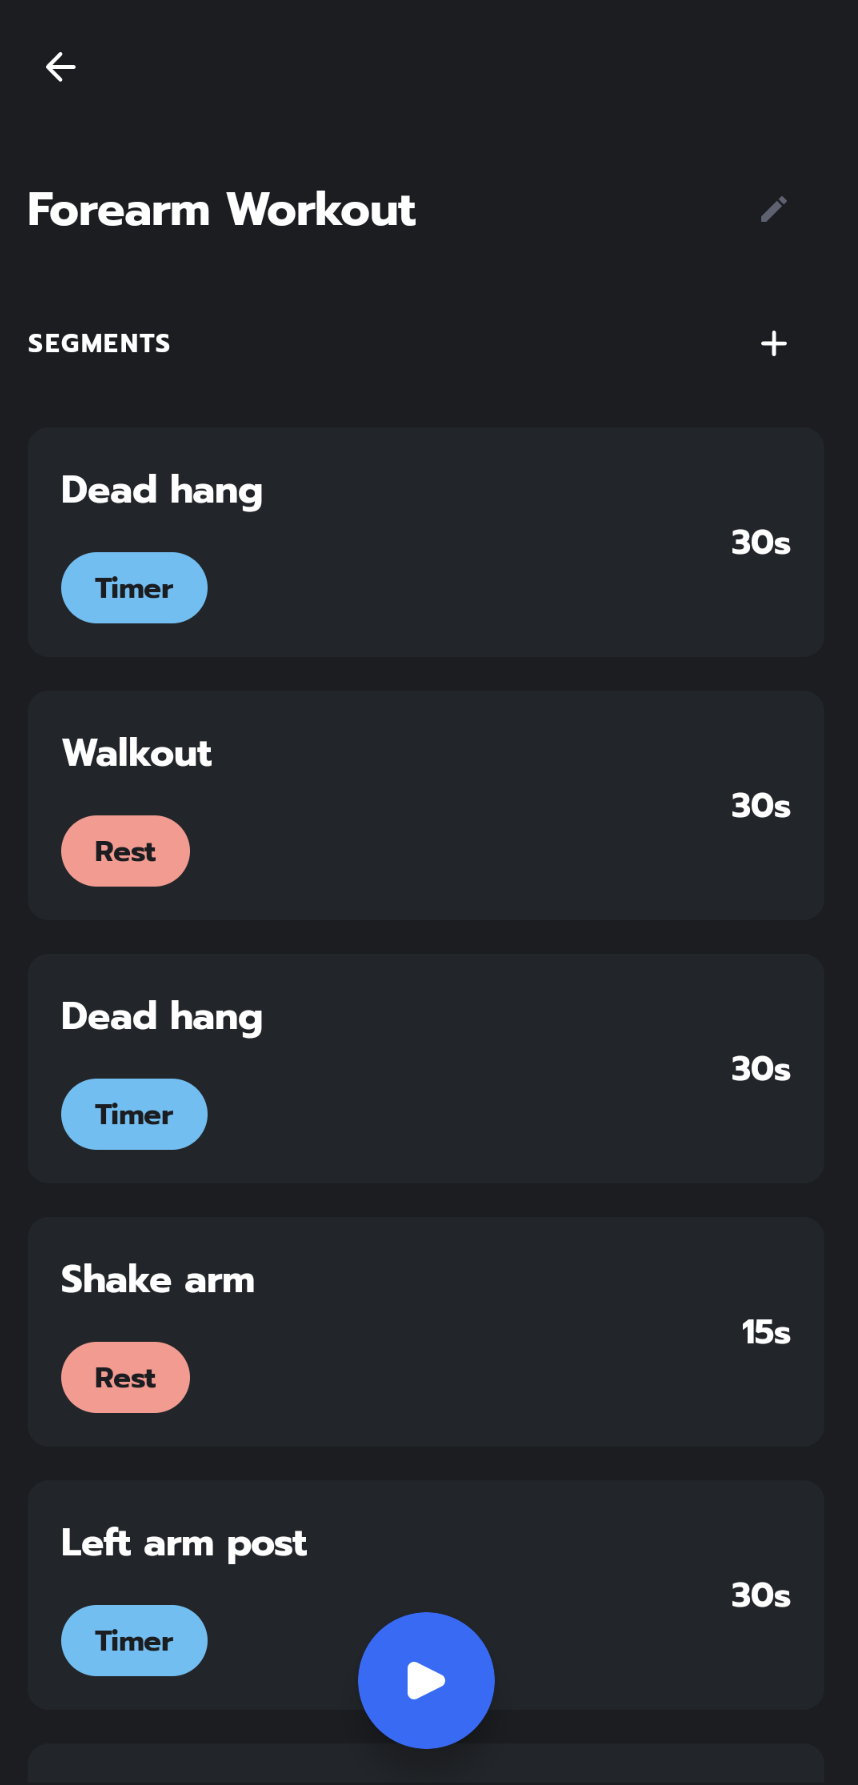 Forearm Workout
SEGMENTS
Dead hang
30s
Timer
Walkout
30s
Rest
Dead hang
30s
Timer
Shake arm
15s
Rest
Left arm post
30s
Timer